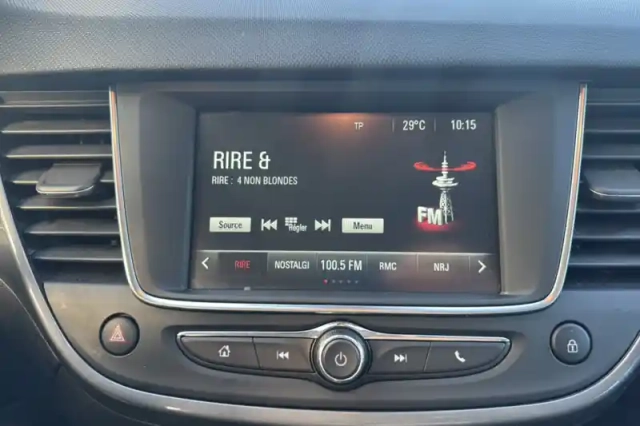 TP 29°C 10:15
RIRE &
RIRE : 4 NON BLONDES
FM
Source Régler Menu
RIRE NOSTALGI 100.5 FM RMC NRJ